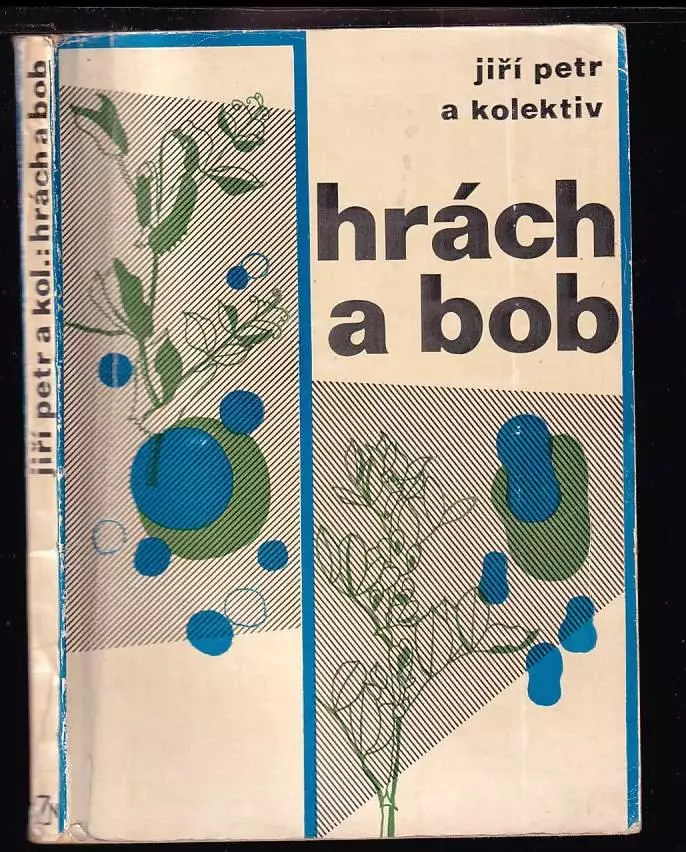 jiří petr
a kolektiv
hrách
a bob
jiří petr a kol.: hrách a bob